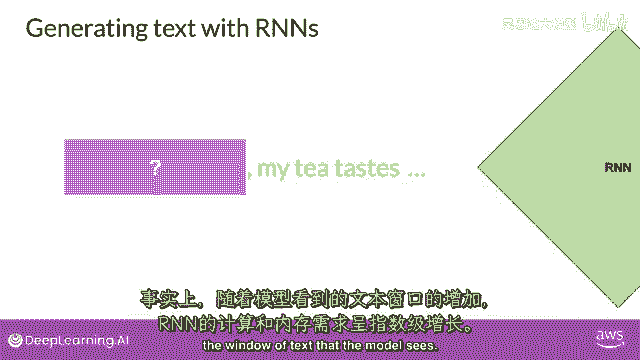 Generating text with RNNs
?
, my tea tastes ...
RNN
事实上，随着模型看到的文本窗口的增加，
RNN的计算和内存需求呈指数级增长。
the window of text that the model sees.
DeepLearning.AI
aws